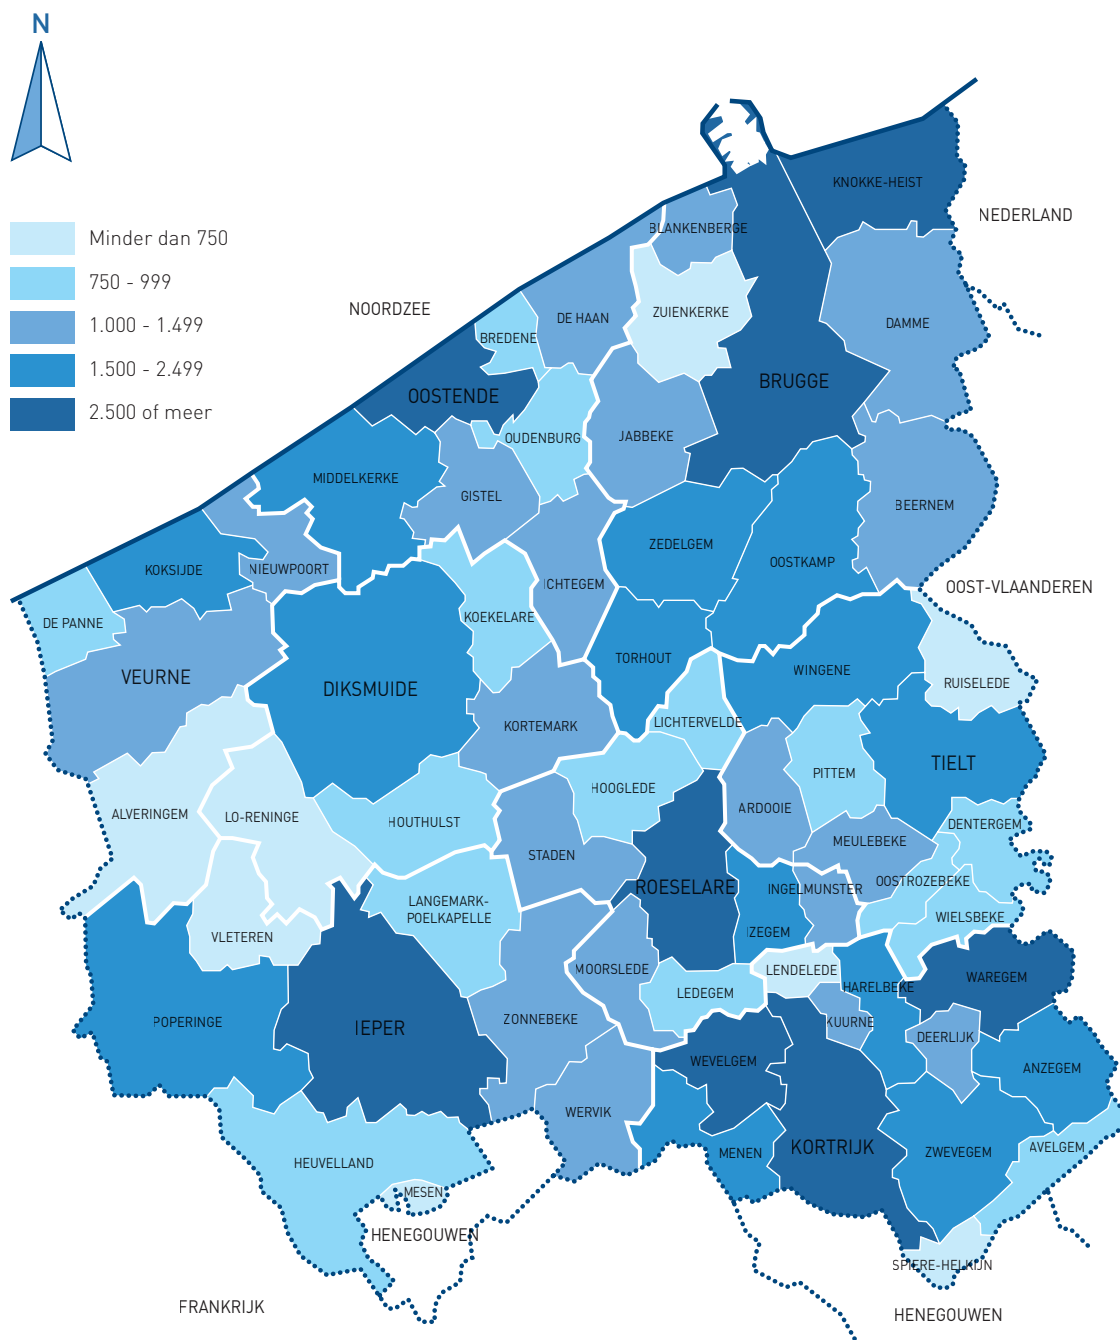 N
Minder dan 750
750 - 999
1.000 - 1.499
1.500 - 2.499
2.500 of meer
NOORDZEE
NEDERLAND
OOST-VLAANDEREN
KNOKKE-HEIST
BLANKENBERGE
ZUIENKERKE
DE HAAN
DAMME
BREDENE
BRUGGE
OOSTENDE
OUDENBURG
JABBEKE
MIDDELKERKE
GISTEL
BEERNEM
ZEDELGEM
OOSTKAMP
KOKSIJDE
NIEUWPOORT
ICHTEGEM
DE PANNE
KOEKELARE
VEURNE
DIKSMUIDE
TORHOUT
WINGENE
RUISELEDE
KORTEMARK
LICHTERVELDE
TIELT
PITTEM
HOOGLEDE
ARDOOIE
ALVERINGEM
LO-RENINGE
HOUTHULST
DENTERGEM
MEULEBEKE
STADEN
ROESELARE
INGELMUNSTER
OOSTROZEBEKE
LANGEMARK-
POELKAPELLE
WIELSBEKE
VLETEREN
IZEGEM
MOORSLEDE
LENDELEDE
WAREGEM
LEDEGEM
HARELBEKE
POPERINGE
IEPER
ZONNEBEKE
KUURNE
DEERLIJK
WEVELGEM
ANZEGEM
WERVIK
KORTRIJK
AVELGEM
MENEN
ZWEVEGEM
HEUVELLAND
MESEN
HENEGOUWEN
SPIERE-HELKIJN
FRANKRIJK
HENEGOUWEN